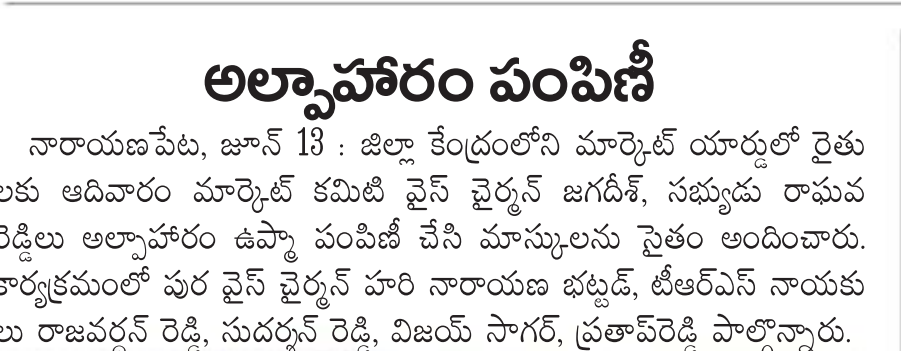 అల్పాహారం పంపిణీ
నారాయణపేట, జూన్ 13 : జిల్లా కేంద్రంలోని మార్కెట్ యార్డులో రైతు
లకు ఆదివారం మార్కెట్ కమిటి వైస్ చైర్మన్ జగదీశ్, సభ్యుడు రాఘవ
రెడ్డిలు అల్పాహారం ఉప్మా పంపిణీ చేసి మాస్కులను సైతం అందించారు.
కార్యక్రమంలో పుర వైస్ చైర్మన్ హరి నారాయణ భట్టడ్, టీఆర్ఎస్ నాయకు
లు రాజవర్ధన్ రెడ్డి, సుదర్శన్ రెడ్డి, విజయ్ సాగర్, ప్రతాప్‌రెడ్డి పాల్గొన్నారు.